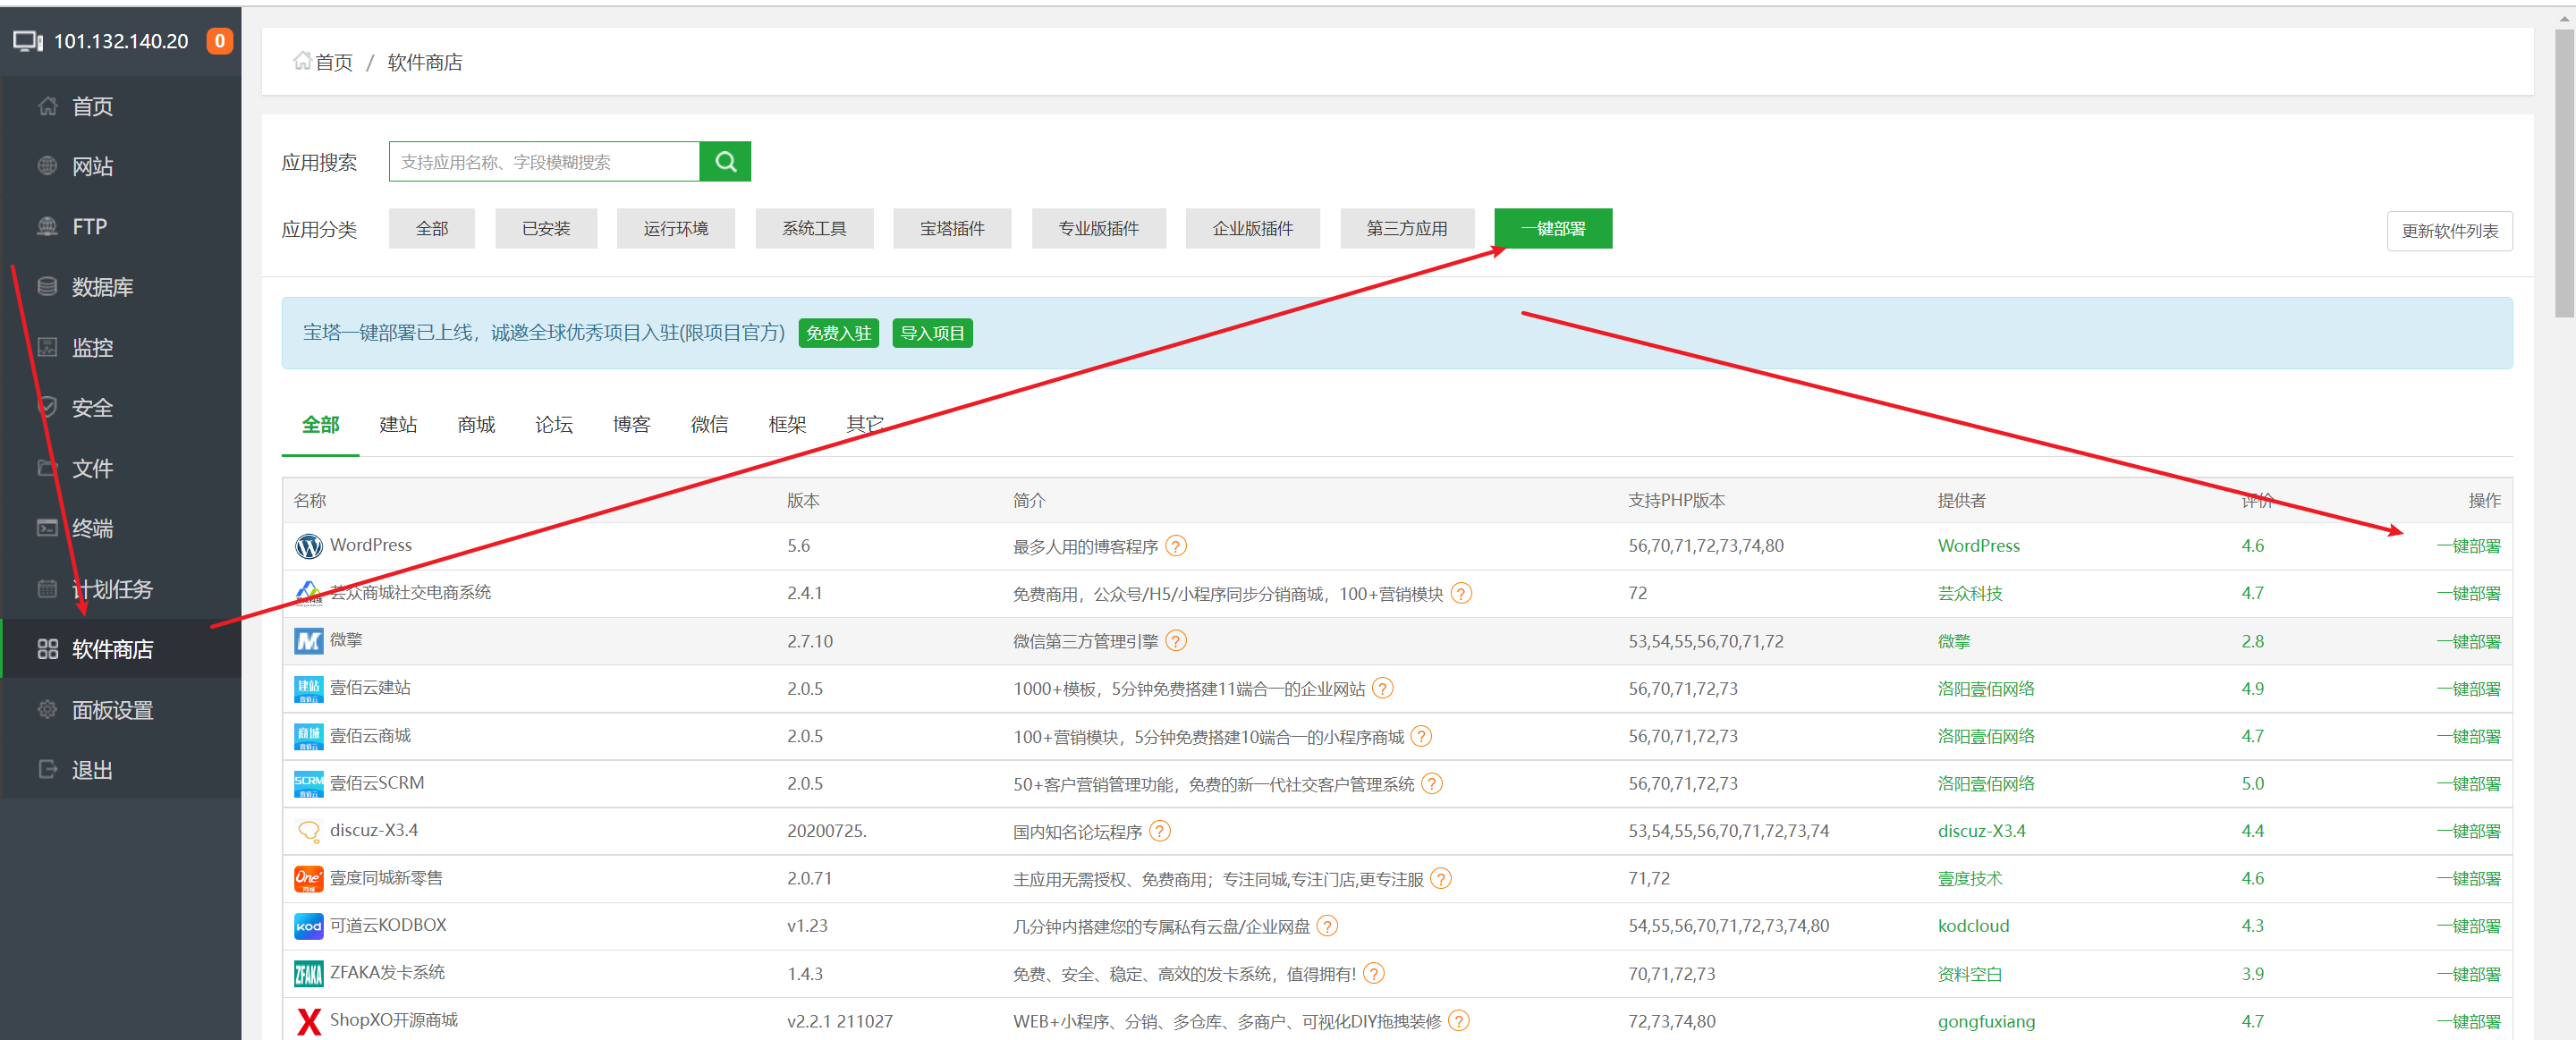 101.132.140.20 0
首页
网站
FTP
数据库
监控
安全
文件
终端
计划任务
软件商店
面板设置
退出
首页 / 软件商店
应用搜索 支持应用名称、字段模糊搜索
应用分类 全部 已安装 运行环境 系统工具 宝塔插件 专业版插件 企业版插件 第三方应用 一键部署 更新软件列表
宝塔一键部署已上线，诚邀全球优秀项目入驻(限项目官方) 免费入驻 导入项目
全部 建站 商城 论坛 博客 微信 框架 其它
名称 版本 简介 支持PHP版本 提供者 评价 操作
WordPress 5.6 最多人用的博客程序 ? 56,70,71,72,73,74,80 WordPress 4.6 一键部署
芸众商城社交电商系统 2.4.1 免费商用，公众号/H5/小程序同步分销商城，100+营销模块 ? 72 芸众科技 4.7 一键部署
微擎 2.7.10 微信第三方管理引擎 ? 53,54,55,56,70,71,72 微擎 2.8 一键部署
建站 壹佰云 壹佰云建站 2.0.5 1000+模板，5分钟免费搭建11端合一的企业网站 ? 56,70,71,72,73 洛阳壹佰网络 4.9 一键部署
商城 壹佰云 壹佰云商城 2.0.5 100+营销模块，5分钟免费搭建10端合一的小程序商城 ? 56,70,71,72,73 洛阳壹佰网络 4.7 一键部署
SCRM 壹佰云 壹佰云SCRM 2.0.5 50+客户营销管理功能，免费的新一代社交客户管理系统 ? 56,70,71,72,73 洛阳壹佰网络 5.0 一键部署
discuz-X3.4 20200725. 国内知名论坛程序 ? 53,54,55,56,70,71,72,73,74 discuz-X3.4 4.4 一键部署
One 同城 壹度同城新零售 2.0.71 主应用无需授权、免费商用；专注同城,专注门店,更专注服 ? 71,72 壹度技术 4.6 一键部署
kod 可道云KODBOX v1.23 几分钟内搭建您的专属私有云盘/企业网盘 ? 54,55,56,70,71,72,73,74,80 kodcloud 4.3 一键部署
ZFAKA ZFAKA发卡系统 1.4.3 免费、安全、稳定、高效的发卡系统，值得拥有! ? 70,71,72,73 资料空白 3.9 一键部署
X ShopXO开源商城 v2.2.1 211027 WEB+小程序、分销、多仓库、多商户、可视化DIY拖拽装修 ? 72,73,74,80 gongfuxiang 4.7 一键部署